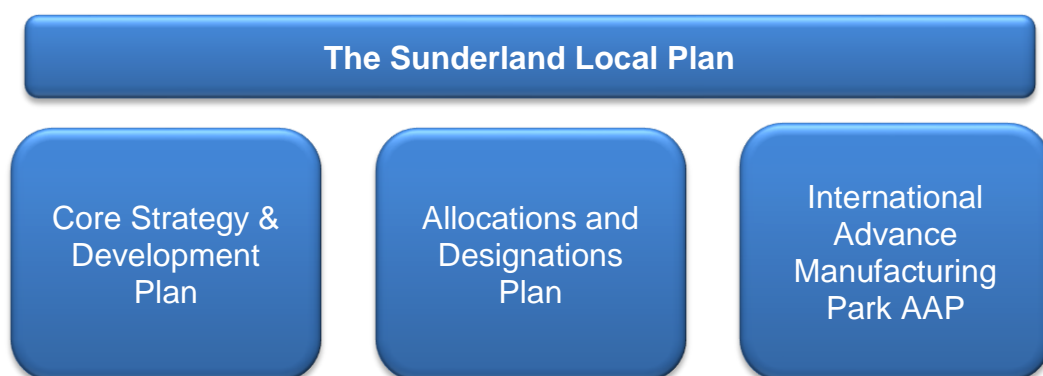 The Sunderland Local Plan
Core Strategy &
Development
Plan
Allocations and
Designations
Plan
International
Advance
Manufacturing
Park AAP